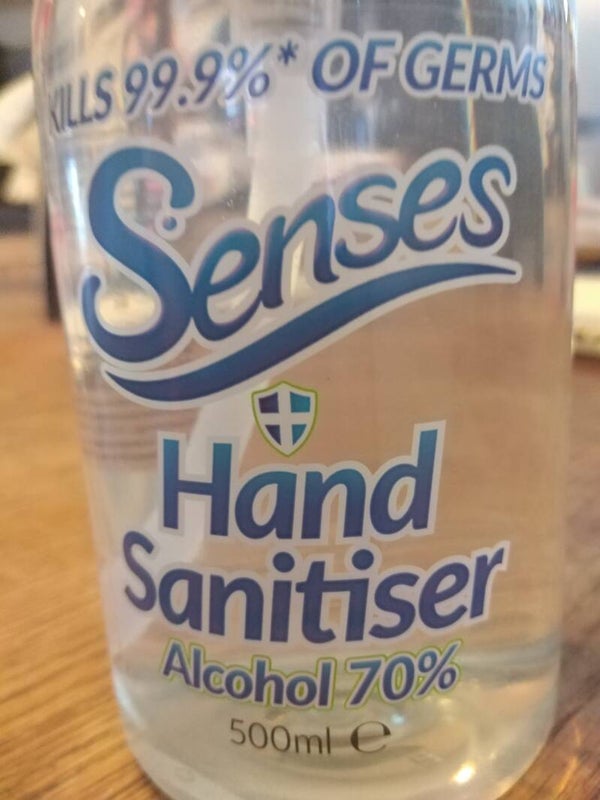 KILLS 99.9%* OF GERMS
Senses
Hand
Sanitiser
Alcohol 70%
500ml ℮